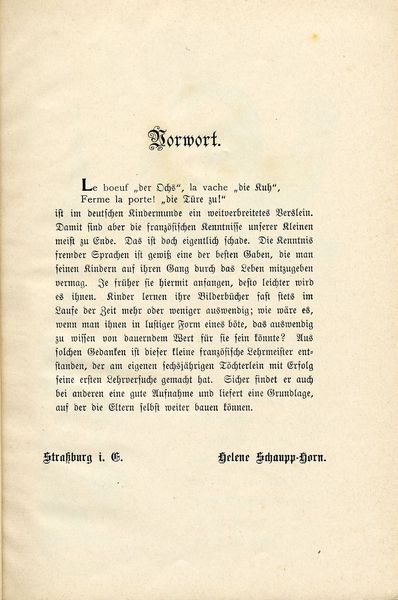 Vorwort.
Le boeuf „der Ochs“, la vache „die Kuh“,
Ferme la porte! „die Türe zu!“
ist im deutschen Kindermunde ein weitverbreitetes Verslein.
Damit sind aber die französischen Kenntnisse unserer Kleinen
meist zu Ende. Das ist doch eigentlich schade. Die Kenntnis
fremder Sprachen ist gewiß eine der besten Gaben, die man
seinen Kindern auf ihren Gang durch das Leben mitzugeben
vermag. Je früher sie hiermit anfangen, desto leichter wird
es ihnen. Kinder lernen ihre Bilderbücher fast stets im
Laufe der Zeit mehr oder weniger auswendig; wie wäre es,
wenn man ihnen in lustiger Form eines böte, das auswendig
zu wissen von dauerndem Wert für sie sein könnte? Aus
solchen Gedanken ist dieser kleine französische Lehrmeister ent-
standen, der am eigenen sechsjährigen Töchterlein mit Erfolg
seine ersten Lehrversuche gemacht hat. Sicher findet er auch
bei anderen eine gute Aufnahme und liefert eine Grundlage,
auf der die Eltern selbst weiter bauen können.
Straßburg i. E. Helene Schaupp-Horn.